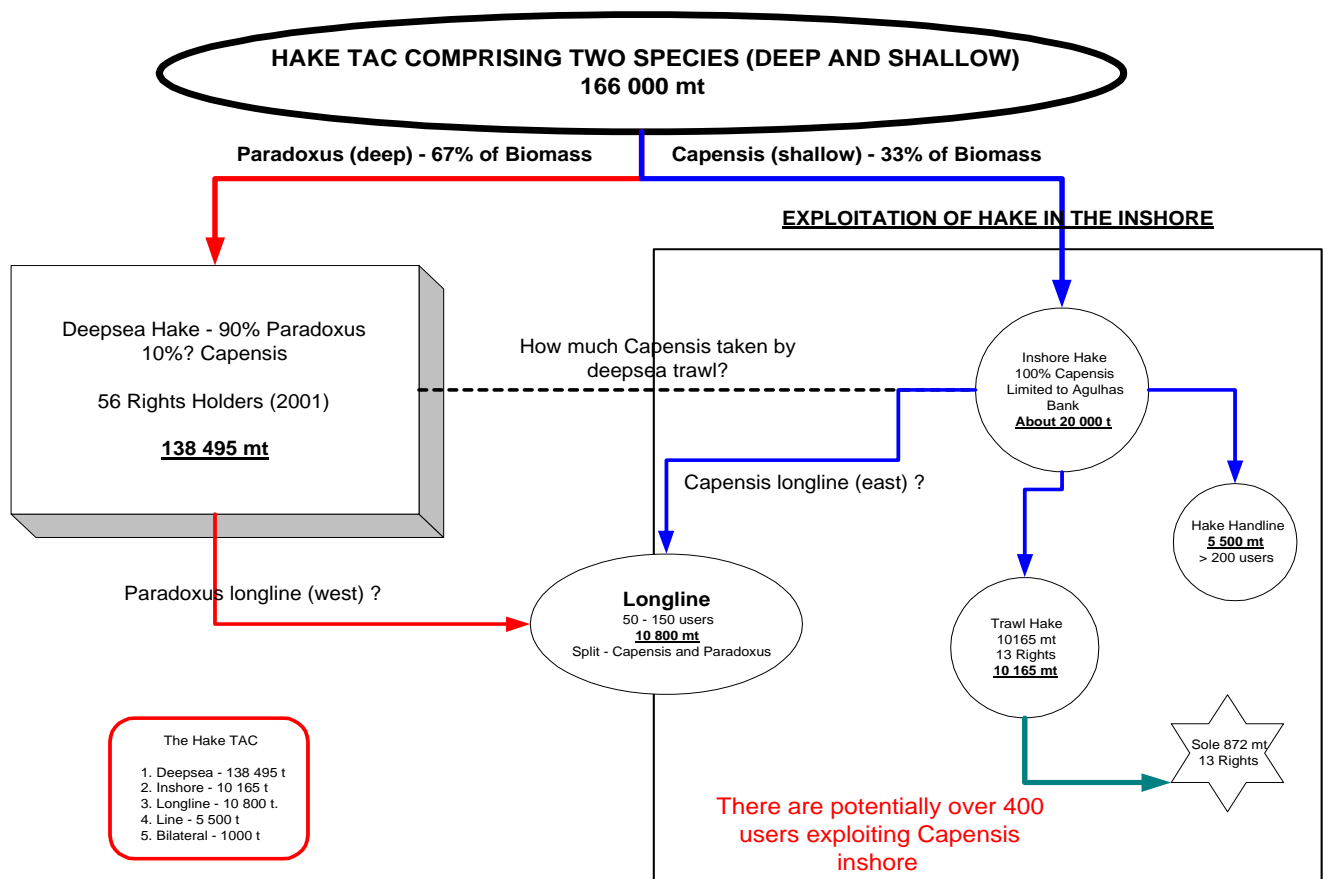 HAKE TAC COMPRISING TWO SPECIES (DEEP AND SHALLOW)
166 000 mt
Paradoxus (deep) - 67% of Biomass
Capensis (shallow) - 33% of Biomass
EXPLOITATION OF HAKE IN THE INSHORE
Deepsea Hake - 90% Paradoxus
10%? Capensis
56 Rights Holders (2001)
138 495 mt
How much Capensis taken by
deepsea trawl?
Inshore Hake
100% Capensis
Limited to Agulhas
Bank
About 20 000 t
Capensis longline (east) ?
Hake Handline
5 500 mt
> 200 users
Paradoxus longline (west) ?
Longline
50 - 150 users
10 800 mt
Split - Capensis and Paradoxus
Trawl Hake
10165 mt
13 Rights
10 165 mt
Sole 872 mt
13 Rights
The Hake TAC
1. Deepsea - 138 495 t
2. Inshore - 10 165 t
3. Longline - 10 800 t.
4. Line - 5 500 t
5. Bilateral - 1000 t
There are potentially over 400
users exploiting Capensis
inshore